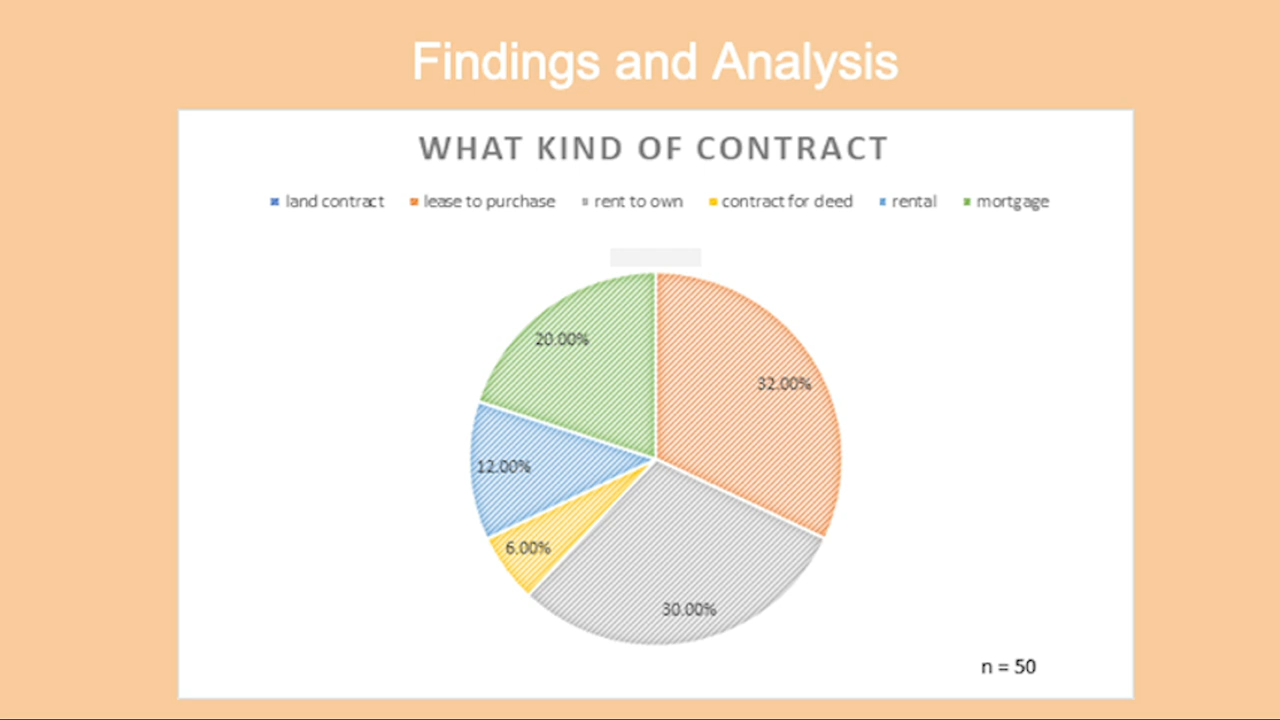 Findings and Analysis
WHAT KIND OF CONTRACT
land contract lease to purchase rent to own contract for deed rental mortgage
20.00%
32.00%
12.00%
6.00%
30.00%
n = 50